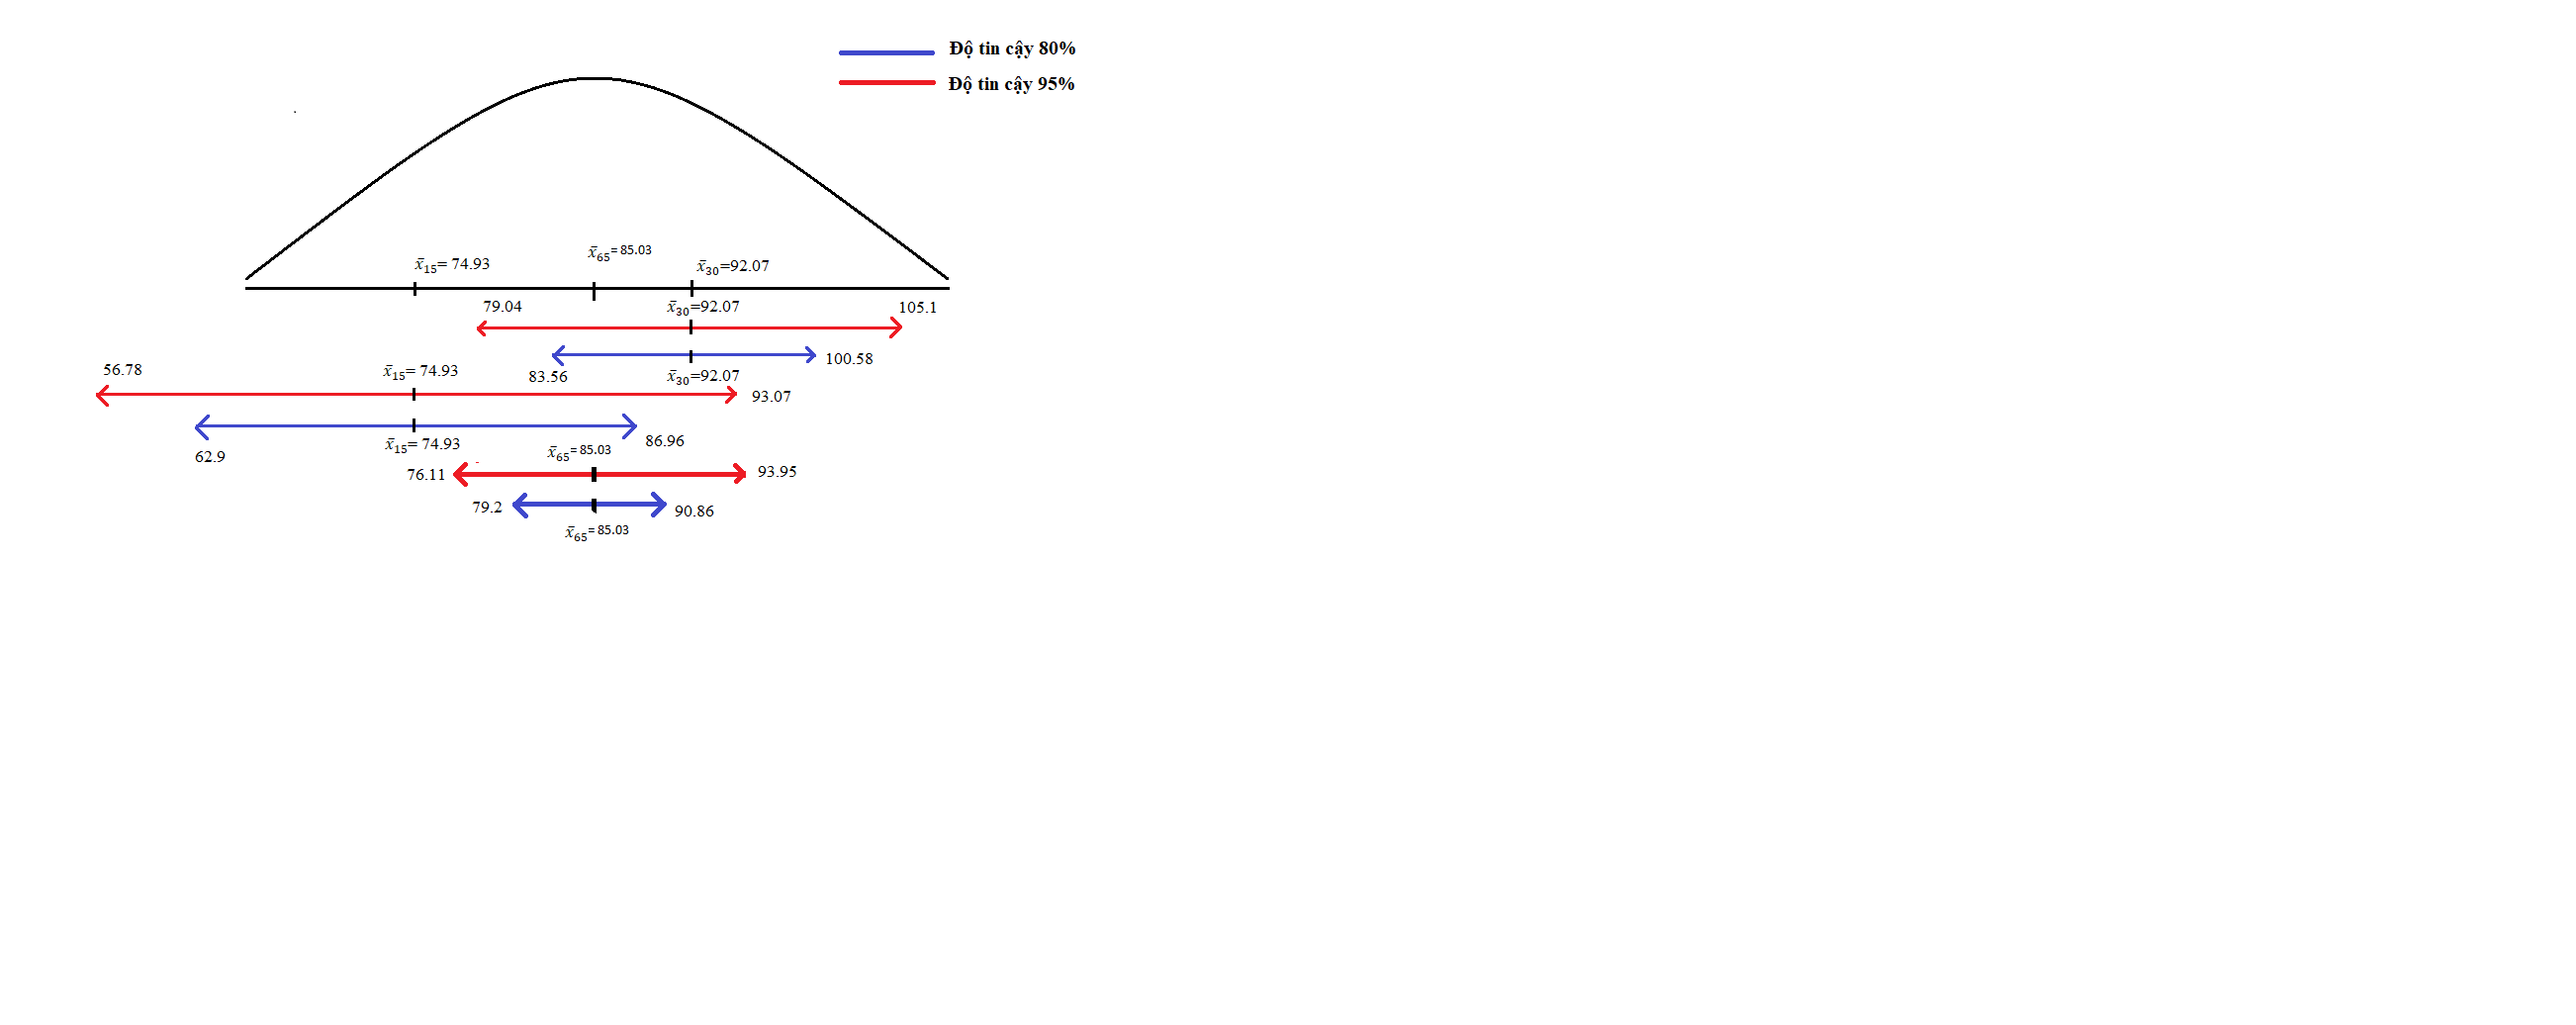 Độ tin cậy 80%
Độ tin cậy 95%
x̄₆₅= 85.03
x̄₁₅= 74.93
x̄₃₀=92.07
79.04
x̄₃₀=92.07
105.1
100.58
83.56
x̄₃₀=92.07
56.78
x̄₁₅= 74.93
93.07
86.96
x̄₁₅= 74.93
62.9
x̄₆₅= 85.03
76.11
93.95
79.2
90.86
x̄₆₅= 85.03